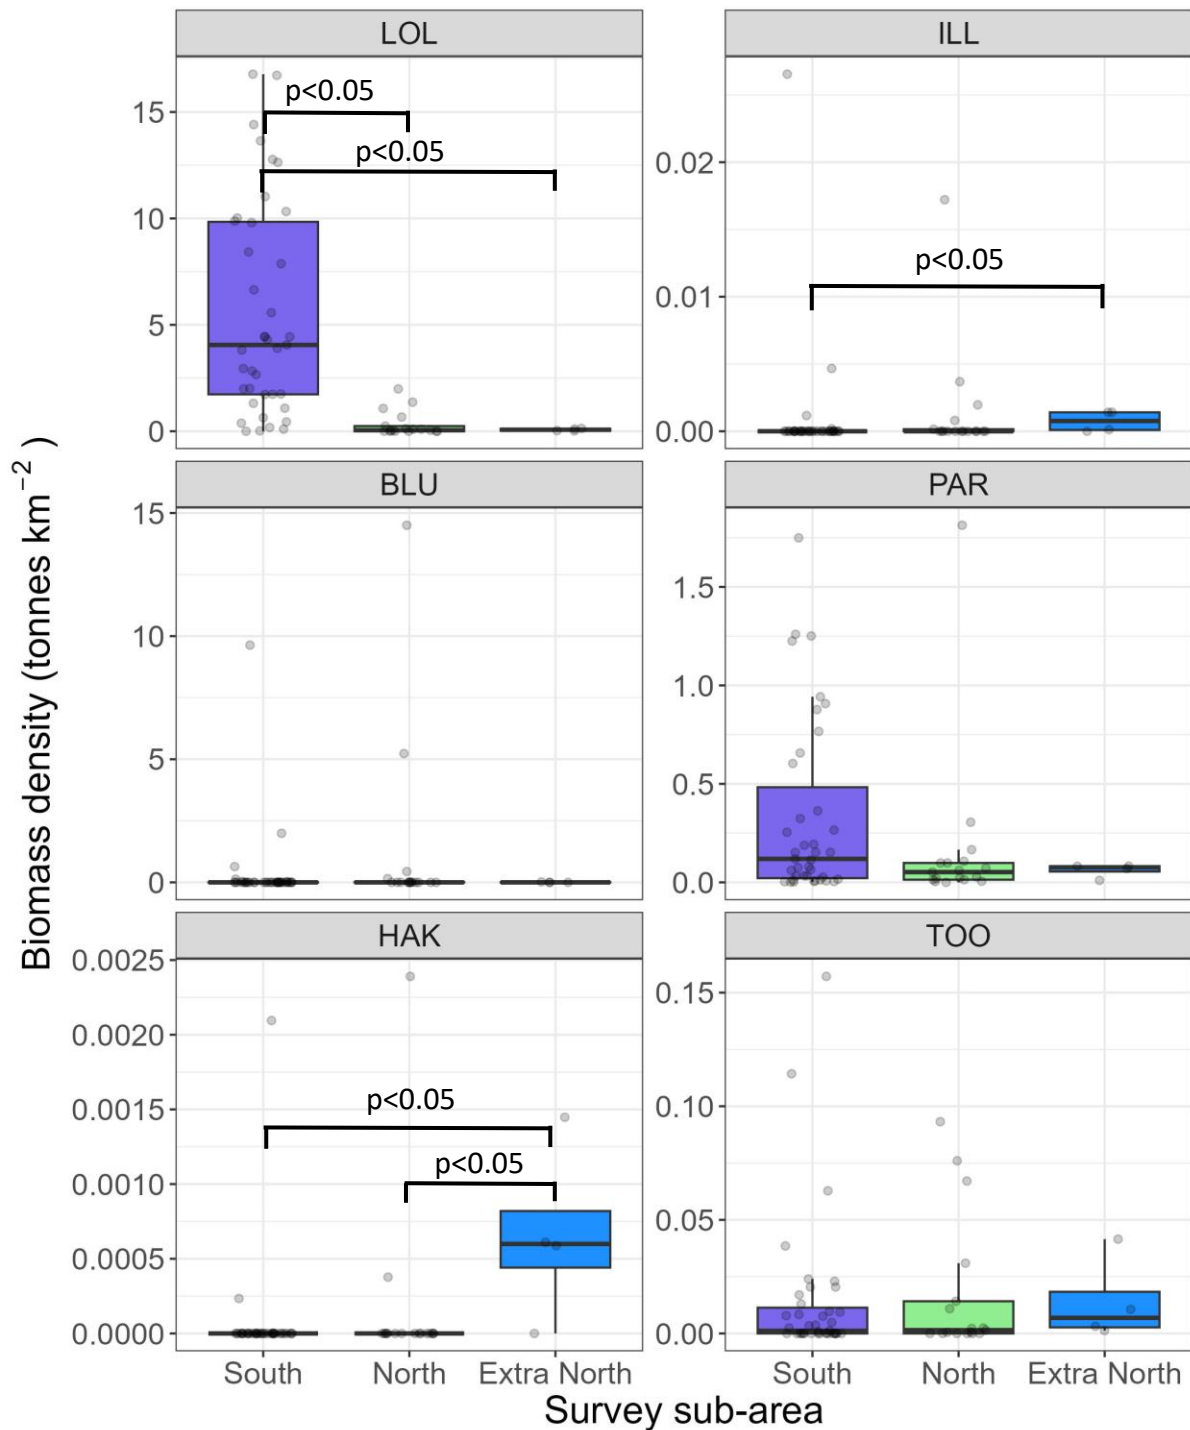 LOL
ILL
15
10
5
0
p<0.05
p<0.05
0.02
0.01
0.00
p<0.05
BLU
PAR
15
10
5
0
1.5
1.0
0.5
0.0
HAK
TOO
0.0025
0.0020
0.0015
0.0010
0.0005
0.0000
p<0.05
p<0.05
0.15
0.10
0.05
0.00
South North Extra North
South North Extra North
Survey sub-area
Biomass density (tonnes km⁻²)